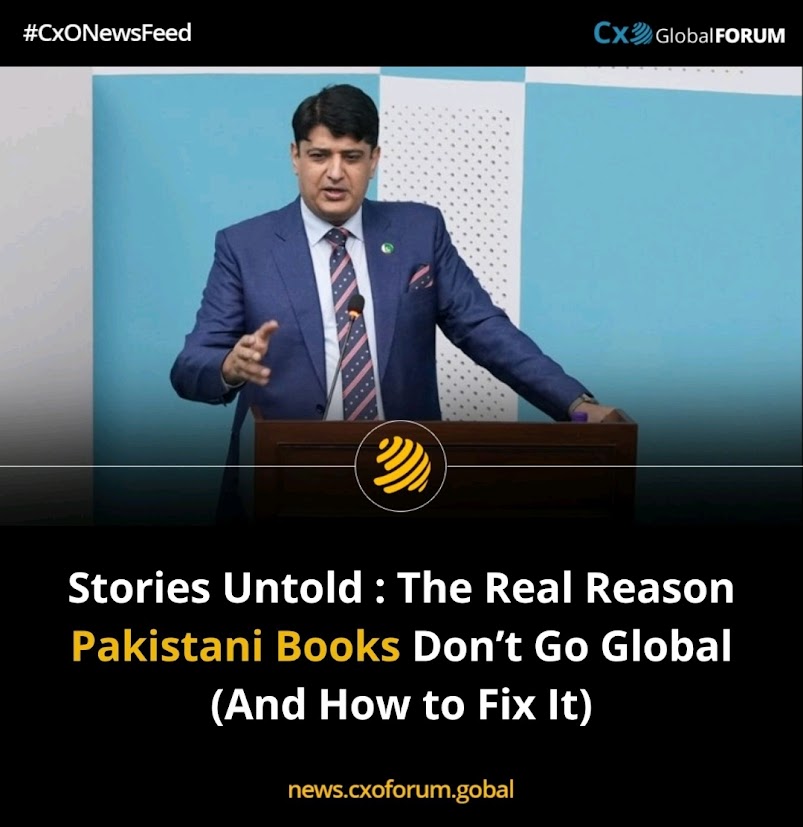 #CxONewsFeed
Cx GlobalFORUM
Stories Untold : The Real Reason
Pakistani Books Don’t Go Global
(And How to Fix It)
news.cxoforum.gobal